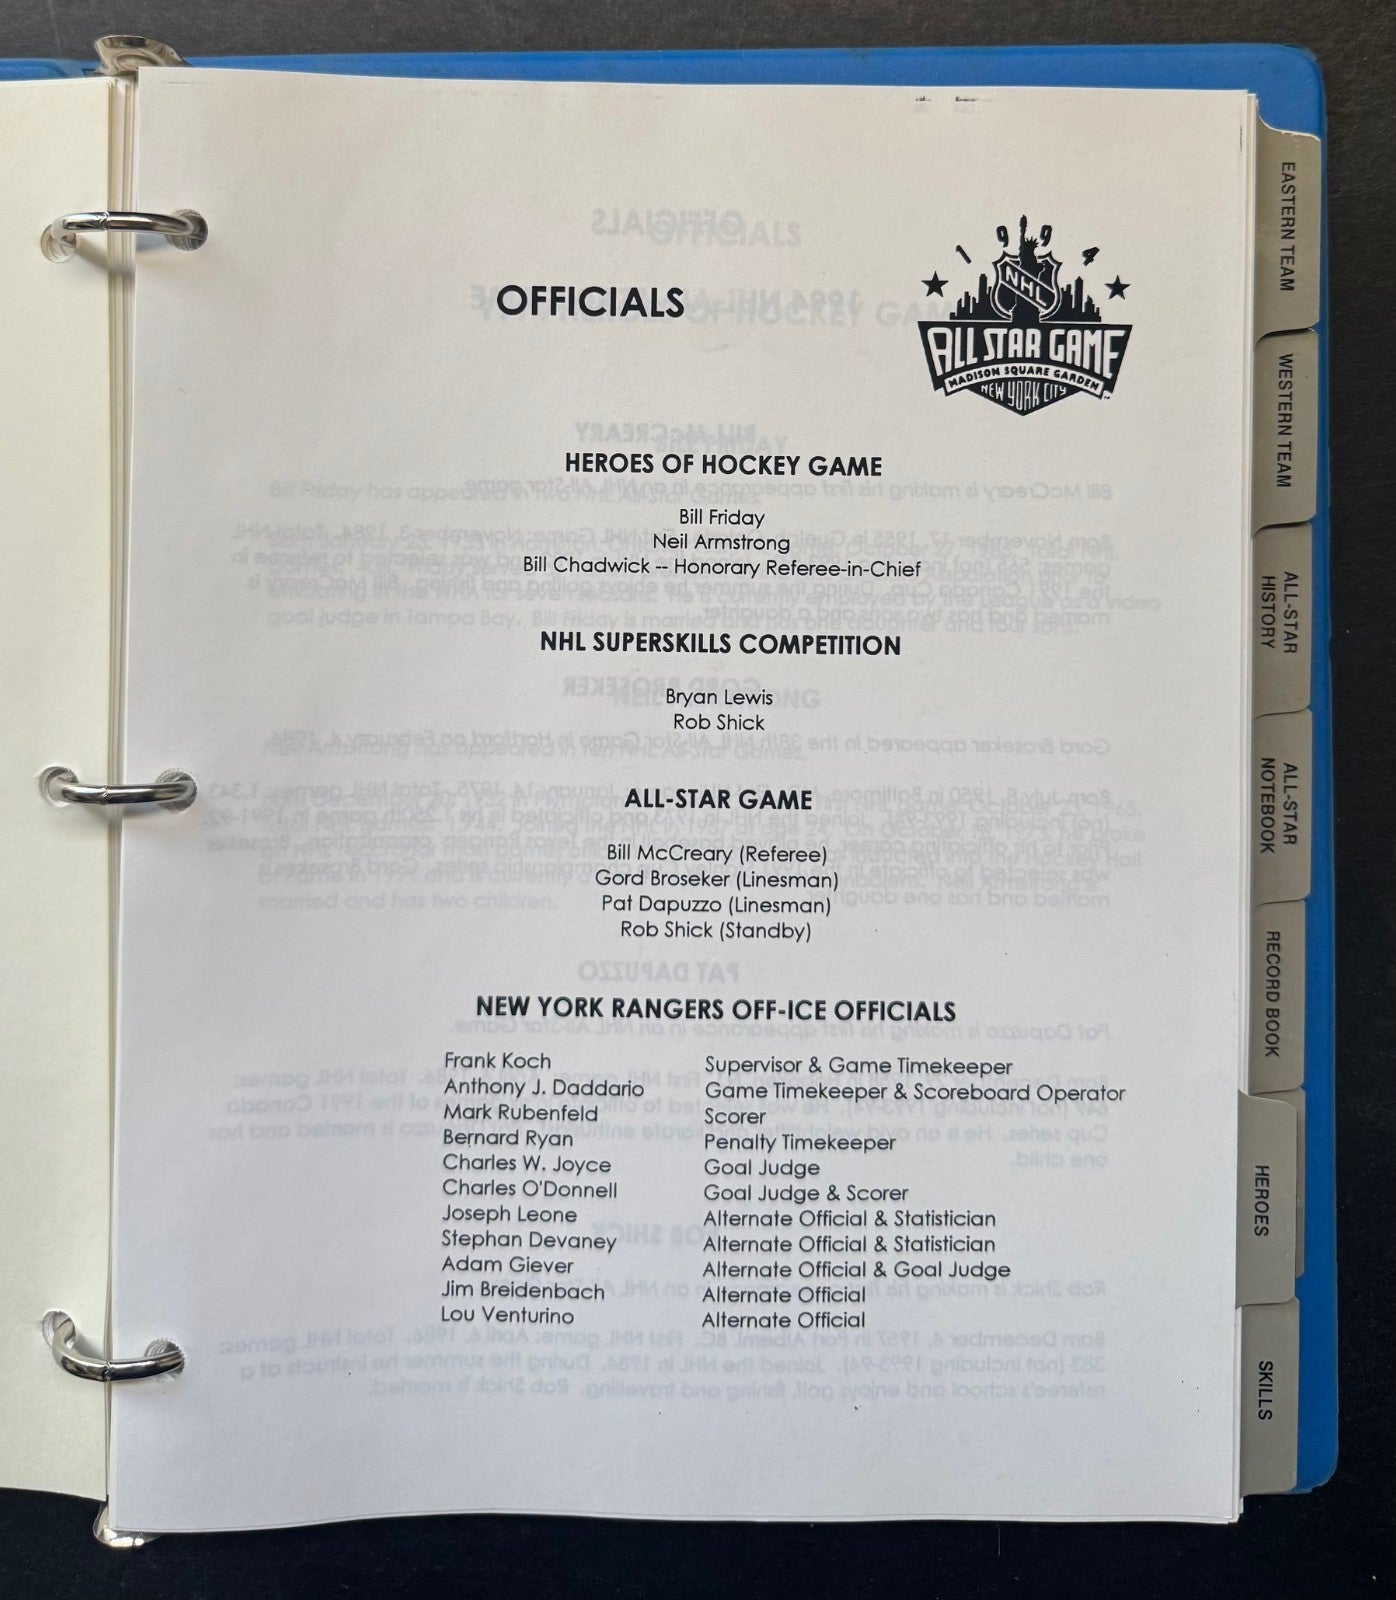 OFFICIALS
1994
NHL
ALL STAR GAME
MADISON SQUARE GARDEN
NEW YORK CITY
HEROES OF HOCKEY GAME
Bill Friday
Neil Armstrong
Bill Chadwick -- Honorary Referee-in-Chief
NHL SUPERSKILLS COMPETITION
Bryan Lewis
Rob Shick
ALL-STAR GAME
Bill McCreary (Referee)
Gord Broseker (Linesman)
Pat Dapuzzo (Linesman)
Rob Shick (Standby)
NEW YORK RANGERS OFF-ICE OFFICIALS
Frank Koch Supervisor & Game Timekeeper
Anthony J. Daddario Game Timekeeper & Scoreboard Operator
Mark Rubenfeld Scorer
Bernard Ryan Penalty Timekeeper
Charles W. Joyce Goal Judge
Charles O'Donnell Goal Judge & Scorer
Joseph Leone Alternate Official & Statistician
Stephan Devaney Alternate Official & Statistician
Adam Giever Alternate Official & Goal Judge
Jim Breidenbach Alternate Official
Lou Venturino Alternate Official
EASTERN TEAM
WESTERN TEAM
ALL-STAR
HISTORY
ALL-STAR
NOTEBOOK
RECORD BOOK
HEROES
SKILLS